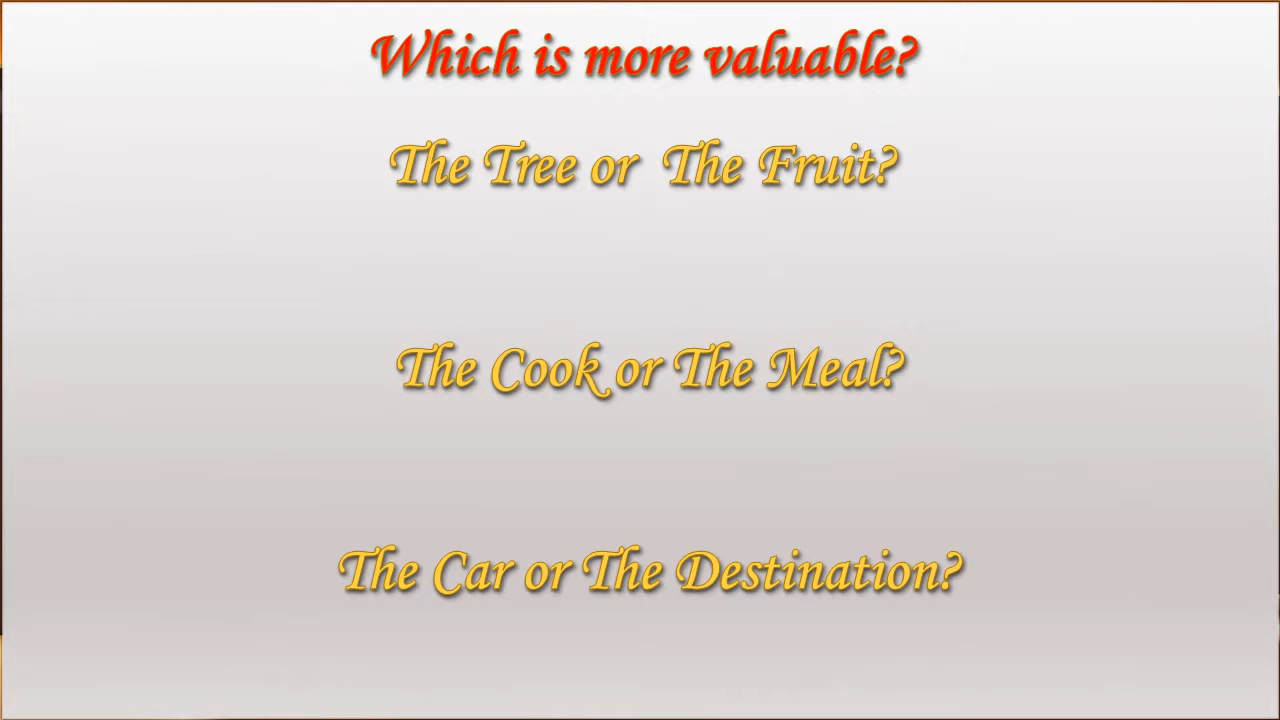 Which is more valuable?
The Tree or The Fruit?
The Cook or The Meal?
The Car or The Destination?